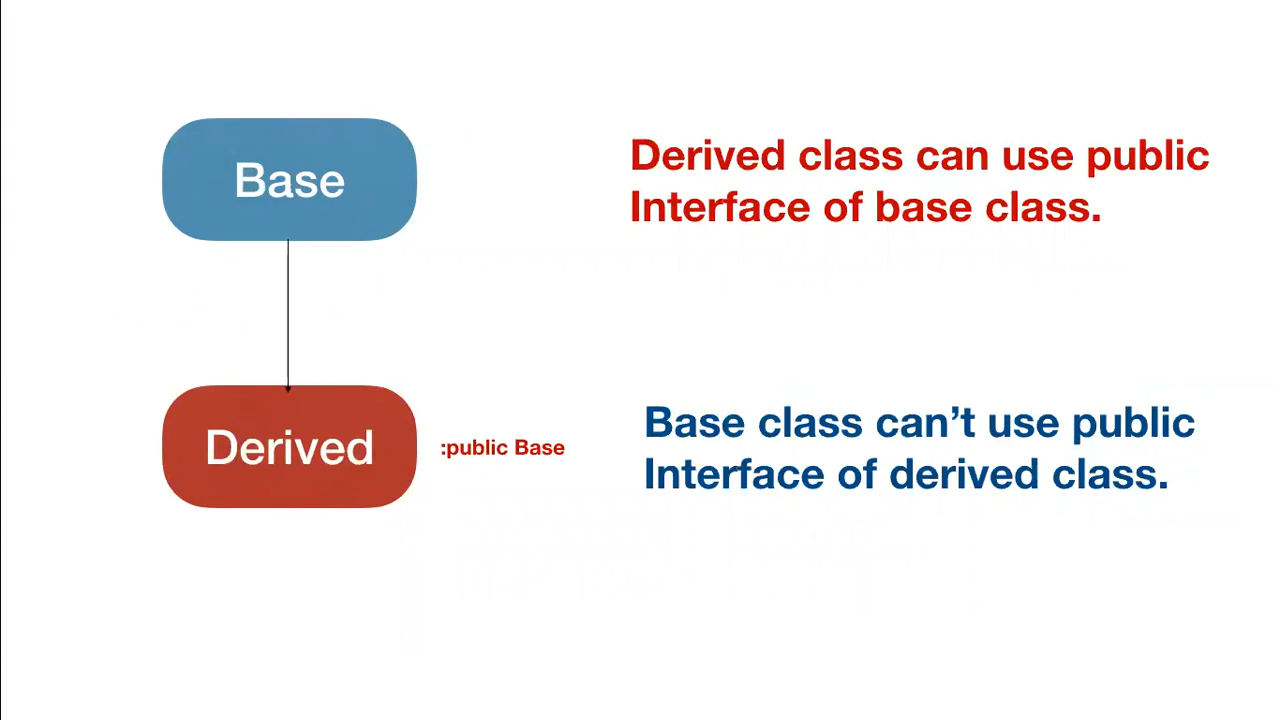 Base
Derived class can use public
Interface of base class.
Derived
:public Base
Base class can’t use public
Interface of derived class.